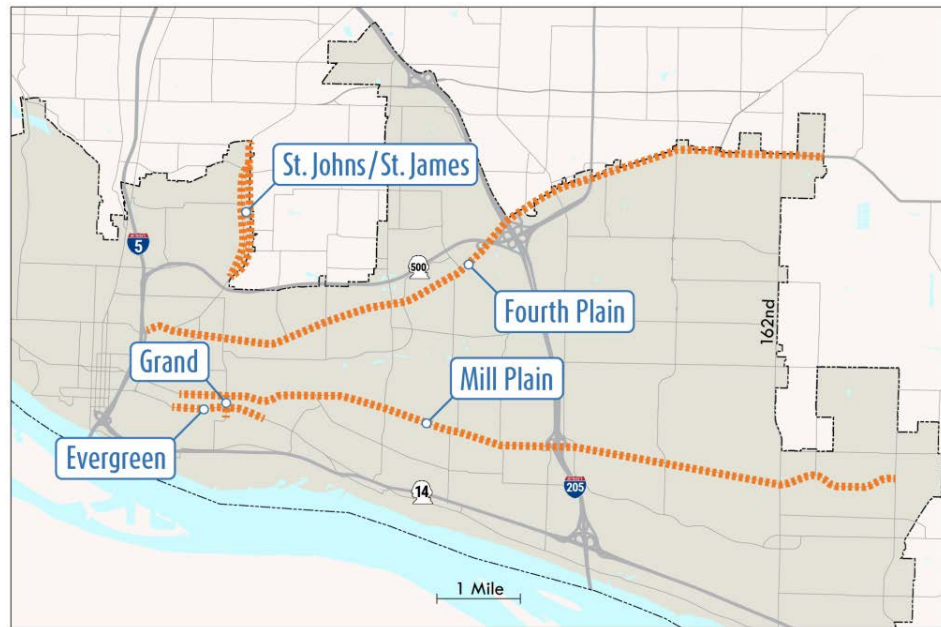 St. Johns/St. James
5
500
Fourth Plain
162nd
Grand
Mill Plain
Evergreen
14
205
1 Mile